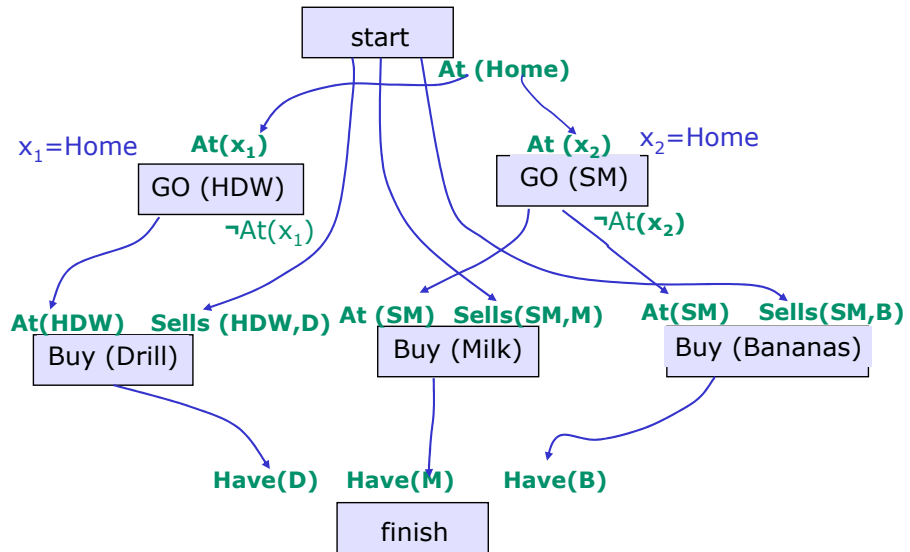 start
At (Home)
x₁=Home At(x₁) At (x₂) x₂=Home
GO (HDW) GO (SM)
¬At(x₁) ¬At(x₂)
At(HDW) Sells (HDW,D) At (SM) Sells(SM,M) At(SM) Sells(SM,B)
Buy (Drill) Buy (Milk) Buy (Bananas)
Have(D) Have(M) Have(B)
finish